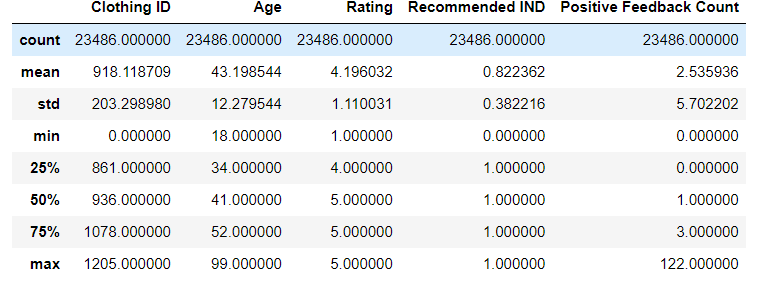 Clothing ID Age Rating Recommended IND Positive Feedback Count
count 23486.000000 23486.000000 23486.000000 23486.000000 23486.000000
mean 918.118709 43.198544 4.196032 0.822362 2.535936
std 203.298980 12.279544 1.110031 0.382216 5.702202
min 0.000000 18.000000 1.000000 0.000000 0.000000
25% 861.000000 34.000000 4.000000 1.000000 0.000000
50% 936.000000 41.000000 5.000000 1.000000 1.000000
75% 1078.000000 52.000000 5.000000 1.000000 3.000000
max 1205.000000 99.000000 5.000000 1.000000 122.000000